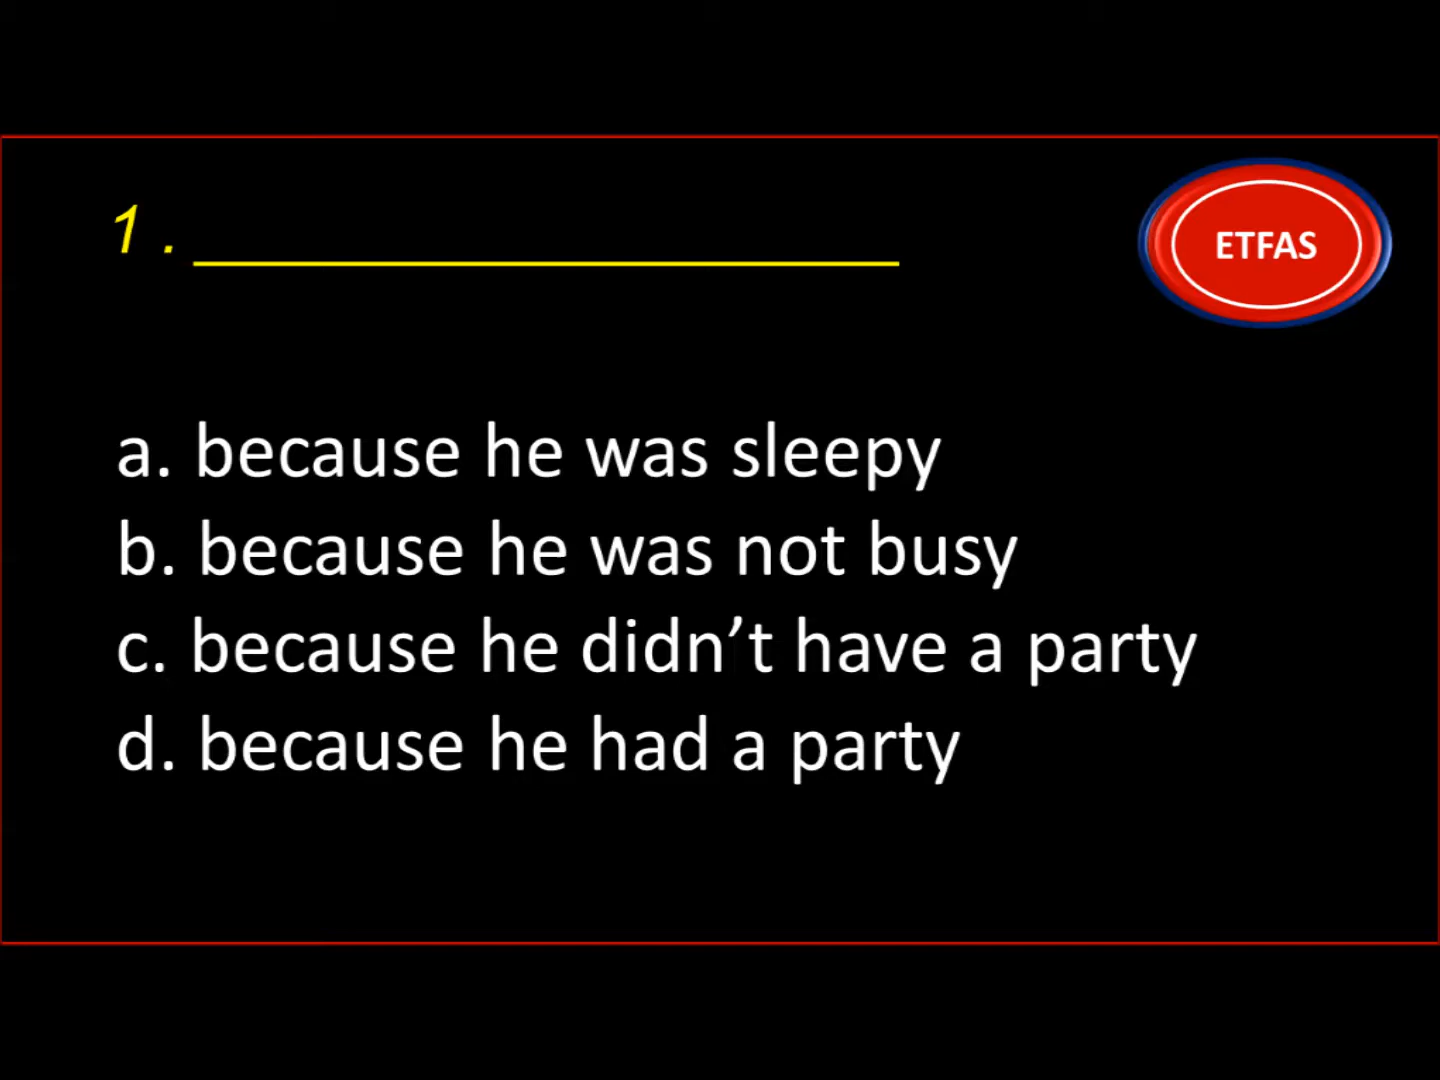 1 . ____________________
ETFAS
a. because he was sleepy
b. because he was not busy
c. because he didn’t have a party
d. because he had a party